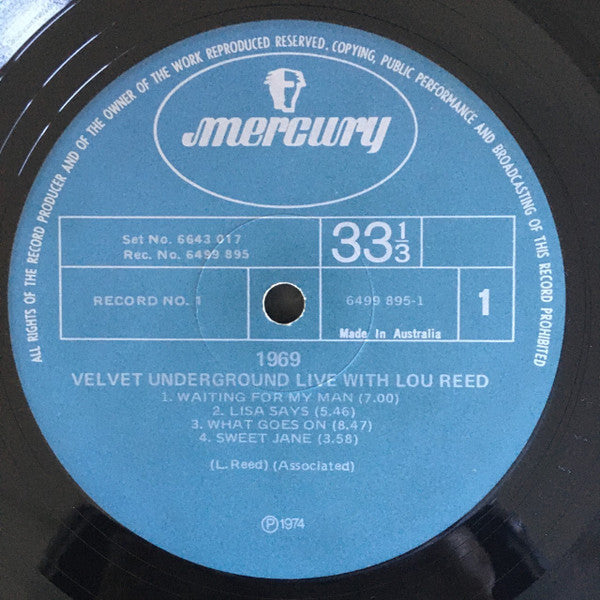 ALL RIGHTS OF THE RECORD PRODUCER AND OF THE OWNER OF THE WORK REPRODUCED RESERVED, COPYING, PUBLIC PERFORMANCE AND BROADCASTING OF THIS RECORD PROHIBITED
mercury
Set No. 6643 017
Rec. No. 6499 895
33 1/3
RECORD NO. 1
6499 895-1
1
Made In Australia
1969
VELVET UNDERGROUND LIVE WITH LOU REED
1. WAITING FOR MY MAN (7.00)
2. LISA SAYS (5.46)
3. WHAT GOES ON (8.47)
4. SWEET JANE (3.58)
(L. Reed) (Associated)
Ⓟ1974